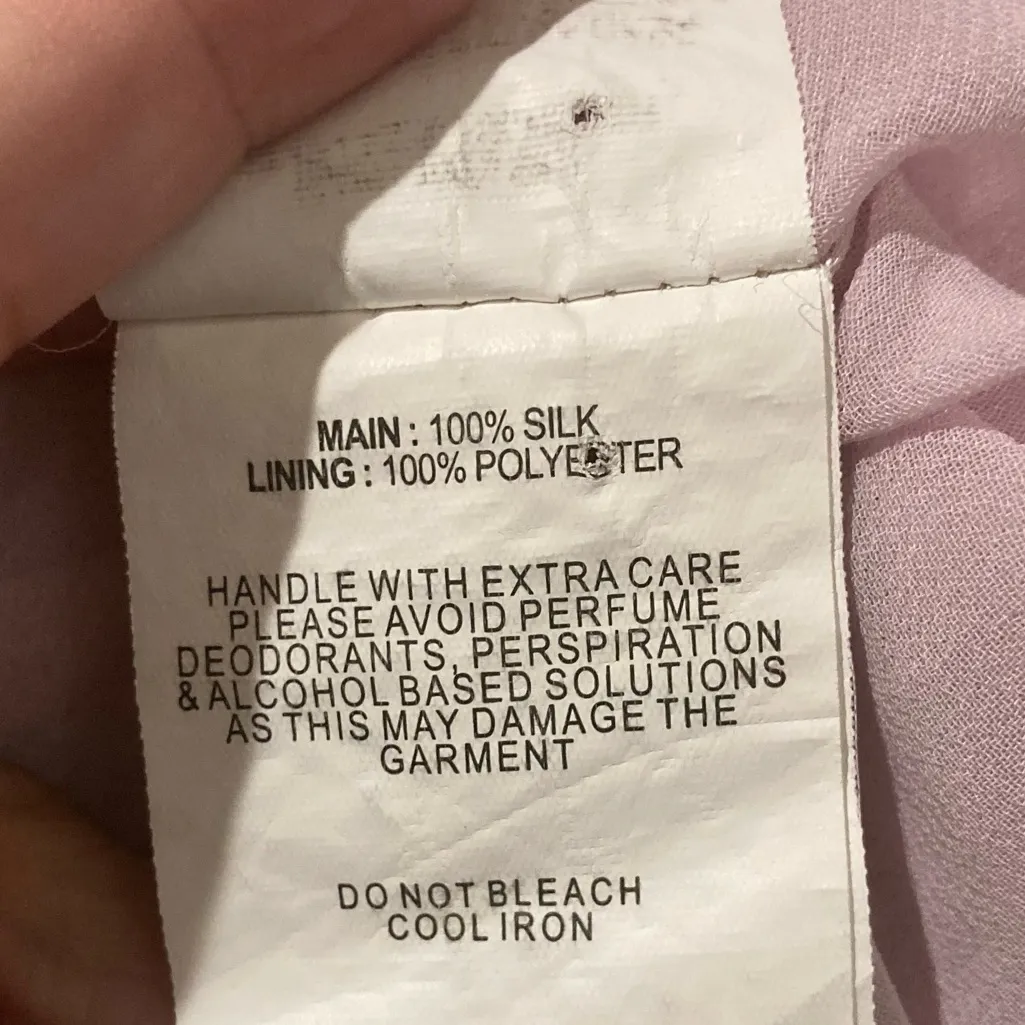 MAIN : 100% SILK
LINING : 100% POLYESTER
HANDLE WITH EXTRA CARE
PLEASE AVOID PERFUME
DEODORANTS, PERSPIRATION
& ALCOHOL BASED SOLUTIONS
AS THIS MAY DAMAGE THE
GARMENT
DO NOT BLEACH
COOL IRON